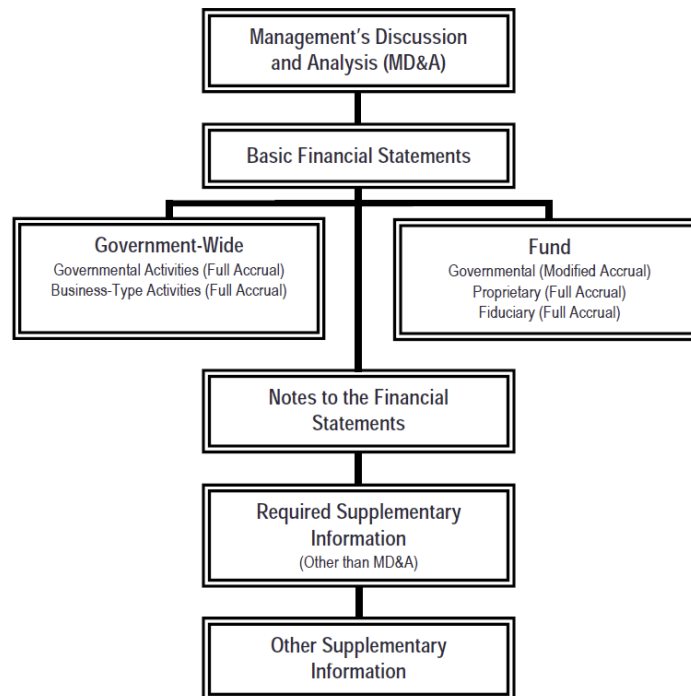 Management's Discussion
and Analysis (MD&A)
Basic Financial Statements
Government-Wide
Governmental Activities (Full Accrual)
Business-Type Activities (Full Accrual)
Fund
Governmental (Modified Accrual)
Proprietary (Full Accrual)
Fiduciary (Full Accrual)
Notes to the Financial
Statements
Required Supplementary
Information
(Other than MD&A)
Other Supplementary
Information